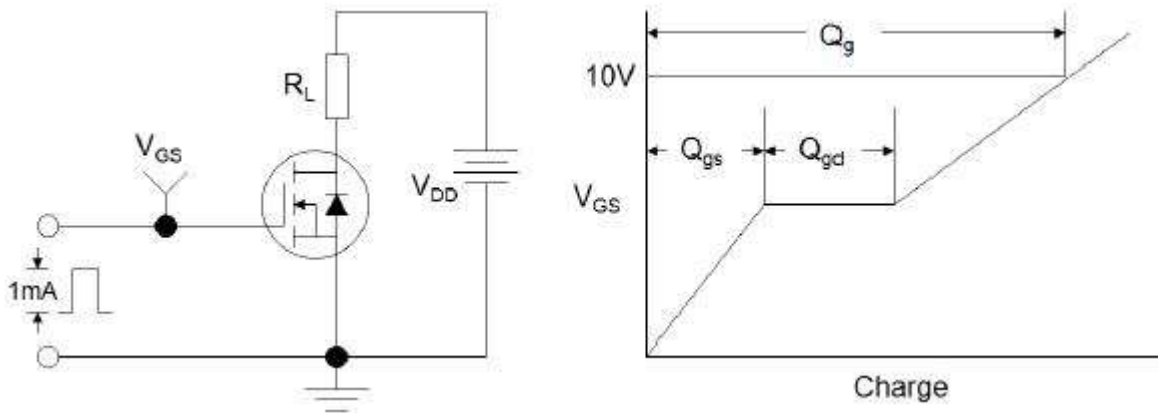 R_L
V_GS
V_DD
1mA
Q_g
10V
Q_gs
Q_gd
V_GS
Charge